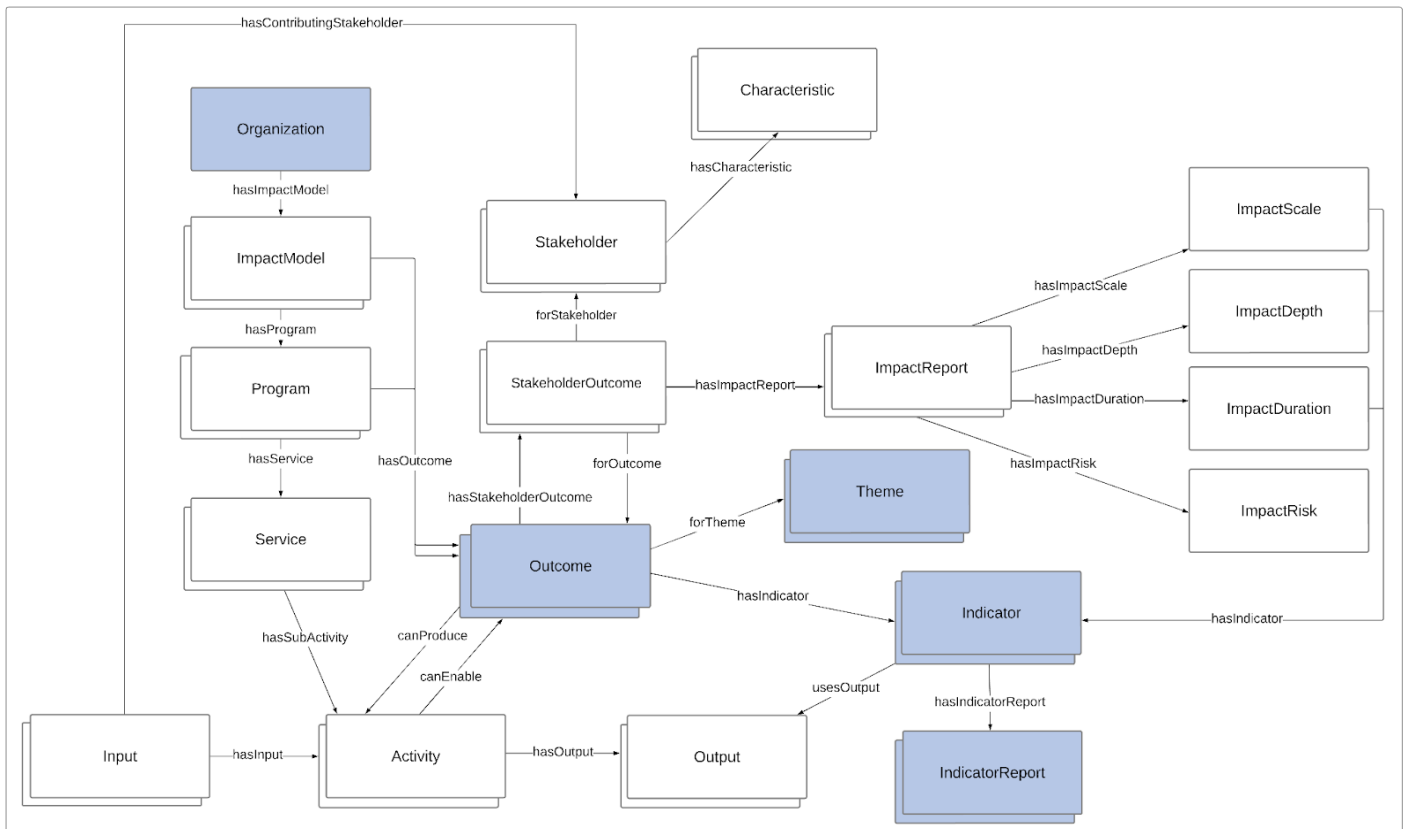 hasContributingStakeholder
Characteristic
Organization
hasCharacteristic
hasImpactModel
ImpactScale
Stakeholder
ImpactModel
hasImpactScale
ImpactDepth
forStakeholder
hasProgram
hasImpactDepth
ImpactReport
StakeholderOutcome
hasImpactReport
Program
hasImpactDuration
ImpactDuration
hasService
hasOutcome
forOutcome
hasImpactRisk
hasStakeholderOutcome
Theme
ImpactRisk
forTheme
Service
Outcome
hasIndicator
Indicator
hasIndicator
hasSubActivity
canProduce
canEnable
usesOutput
hasIndicatorReport
Input
hasInput
Activity
hasOutput
Output
IndicatorReport